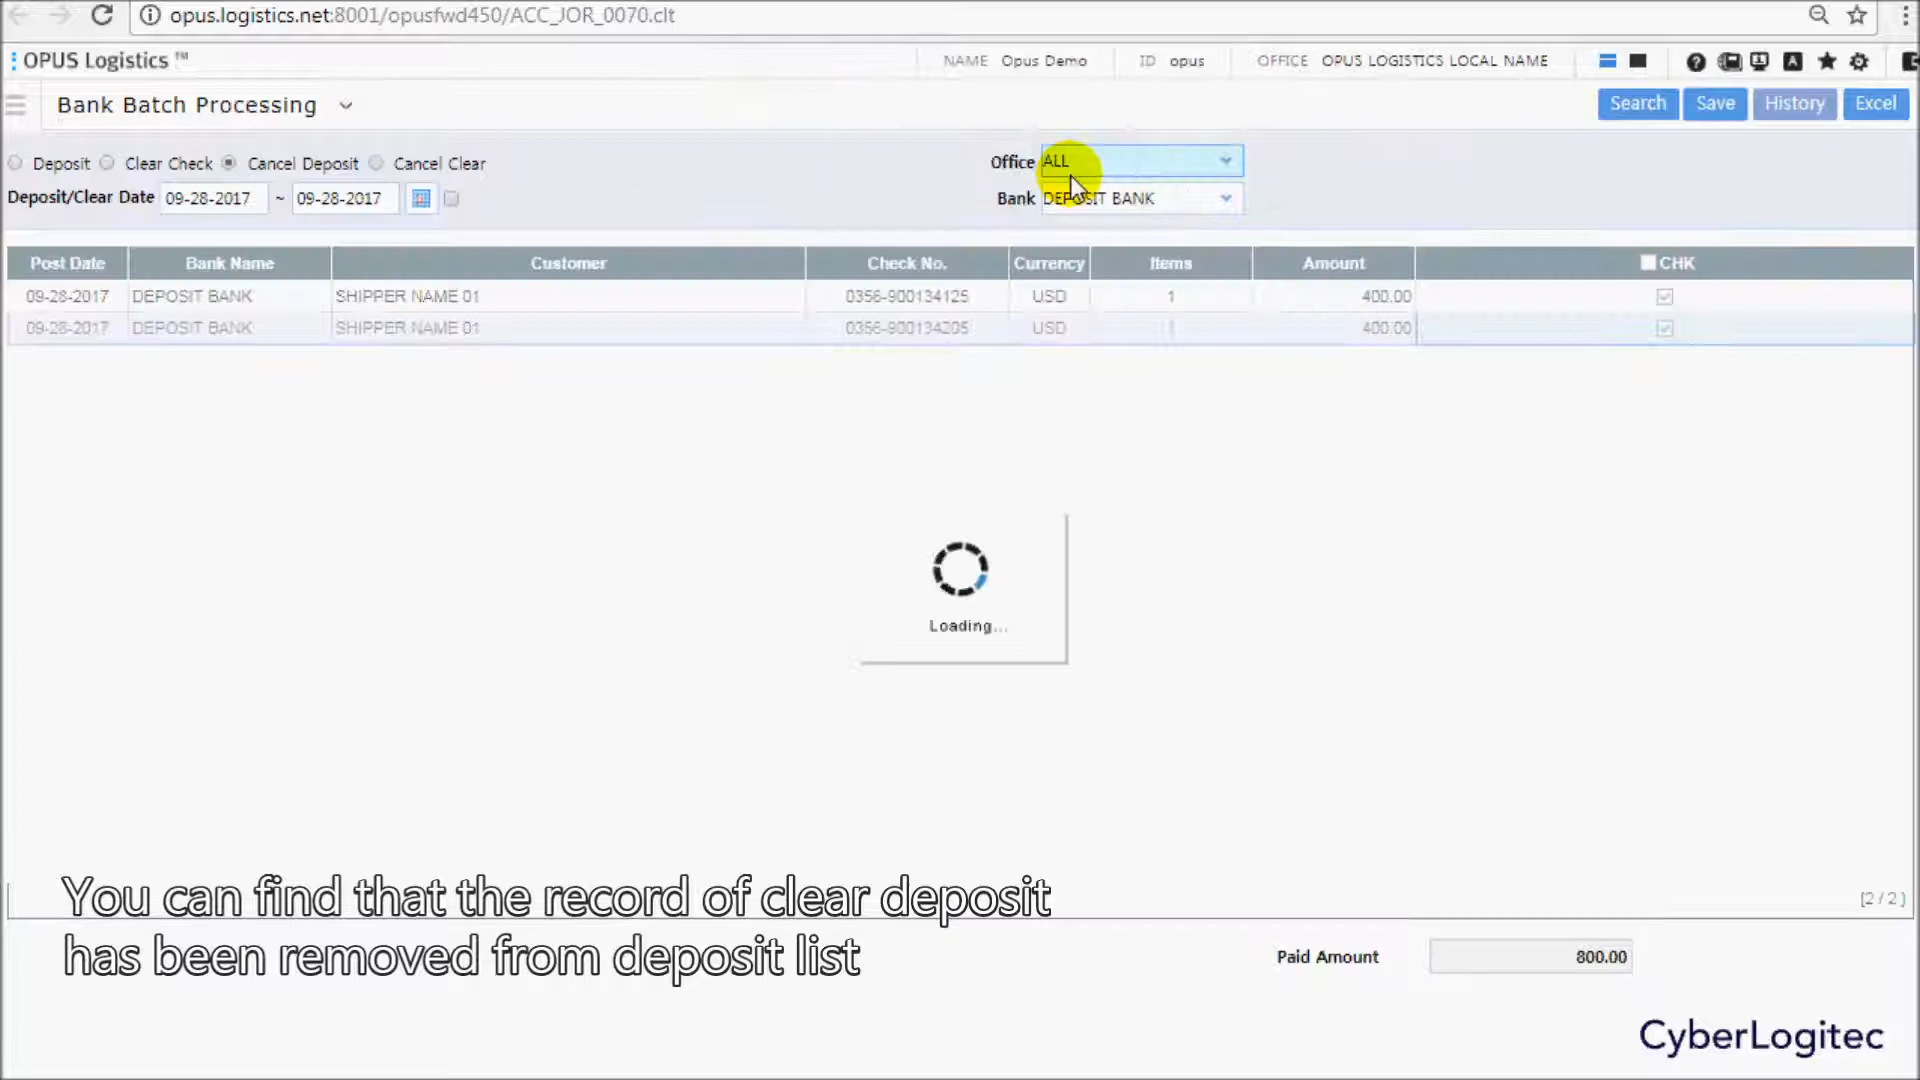 opus.logistics.net:8001/opusfwd450/ACC_JOR_0070.clt
OPUS Logistics ™ NAME Opus Demo ID opus OFFICE OPUS LOGISTICS LOCAL NAME A
Bank Batch Processing Search Save History Excel
Deposit Clear Check Cancel Deposit Cancel Clear Office ALL
Deposit/Clear Date 09-28-2017 ~ 09-28-2017 Bank DEPOSIT BANK
Post Date Bank Name Customer Check No. Currency Items Amount CHK
09-28-2017 DEPOSIT BANK SHIPPER NAME 01 0356-900134125 USD 1 400.00
09-28-2017 DEPOSIT BANK SHIPPER NAME 01 0356-900134205 USD 1 400.00
Loading...
You can find that the record of clear deposit
has been removed from deposit list
[2 / 2]
Paid Amount 800.00
CyberLogitec